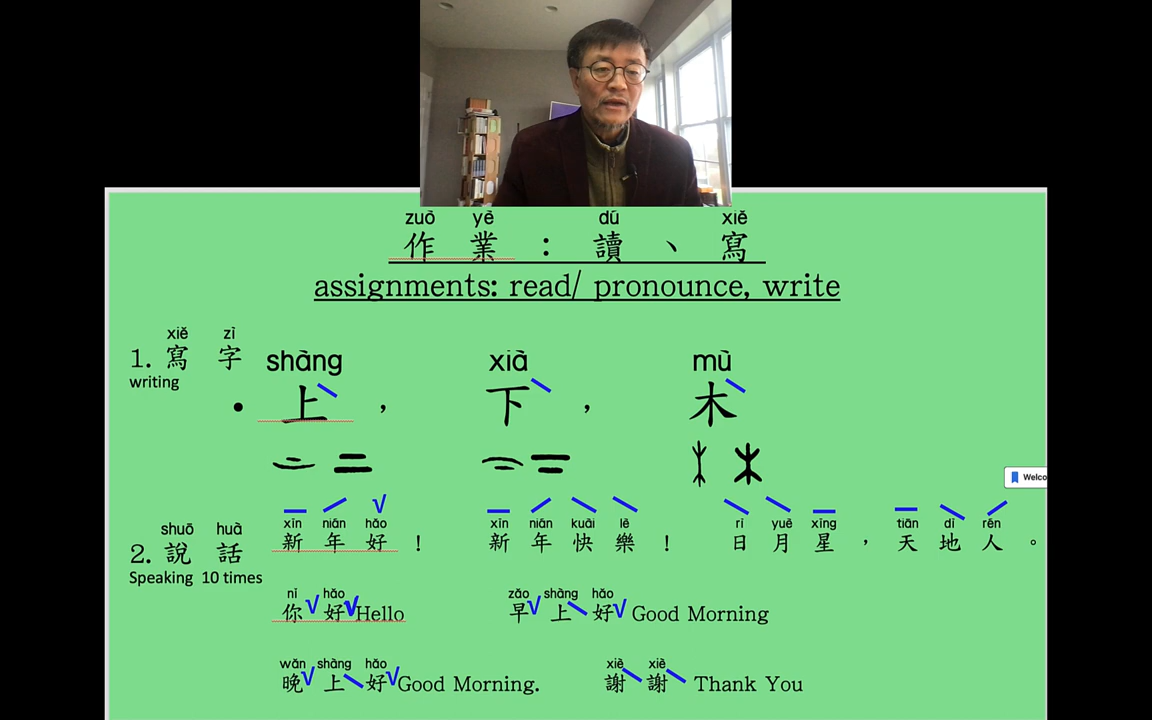 zuò yè dú xiě
作 業 ： 讀 、 寫
assignments: read/ pronounce, write
xiě zì shàng xià mù
1. 寫 字
writing
• 上 ， 下 ， 木
Welco
shuō huà xīn nián hǎo xīn nián kuài lè rì yuè xīng tiān dì rén
2. 說 話 新 年 好 ！ 新 年 快 樂 ！ 日 月 星 ， 天 地 人 。
Speaking 10 times
nǐ hǎo zǎo shàng hǎo
你 好 Hello 早 上 好 Good Morning
wǎn shàng hǎo xiè xiè
晚 上 好 Good Morning. 謝 謝 Thank You